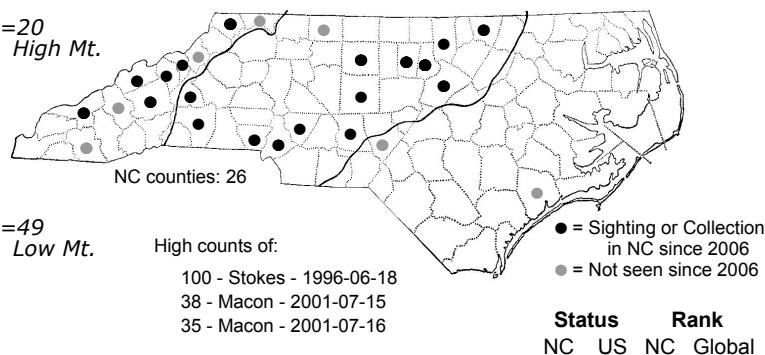 =20
High Mt.
NC counties: 26
=49
Low Mt.
High counts of:
100 - Stokes - 1996-06-18
38 - Macon - 2001-07-15
35 - Macon - 2001-07-16
= Sighting or Collection
in NC since 2006
= Not seen since 2006
Status Rank
NC US NC Global